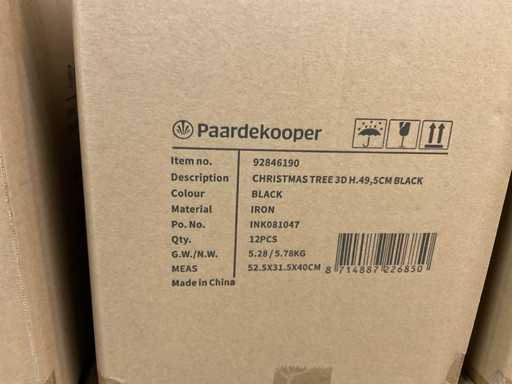 Paardekooper
Item no. 92846190
Description CHRISTMAS TREE 3D H.49,5CM BLACK
Colour BLACK
Material IRON
Po. No. INK081047
Qty. 12PCS
G.W./N.W. 5.28 / 5.78KG
MEAS 52.5X31.5X40CM
8 714887 226850
Made in China